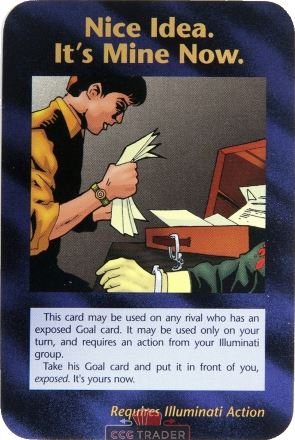 Nice Idea.
It's Mine Now.
This card may be used on any rival who has an
exposed Goal card. It may be used only on your
turn, and requires an action from your Illuminati
group.
Take his Goal card and put it in front of you,
exposed. It's yours now.
Requires Illuminati Action
CCG TRADER